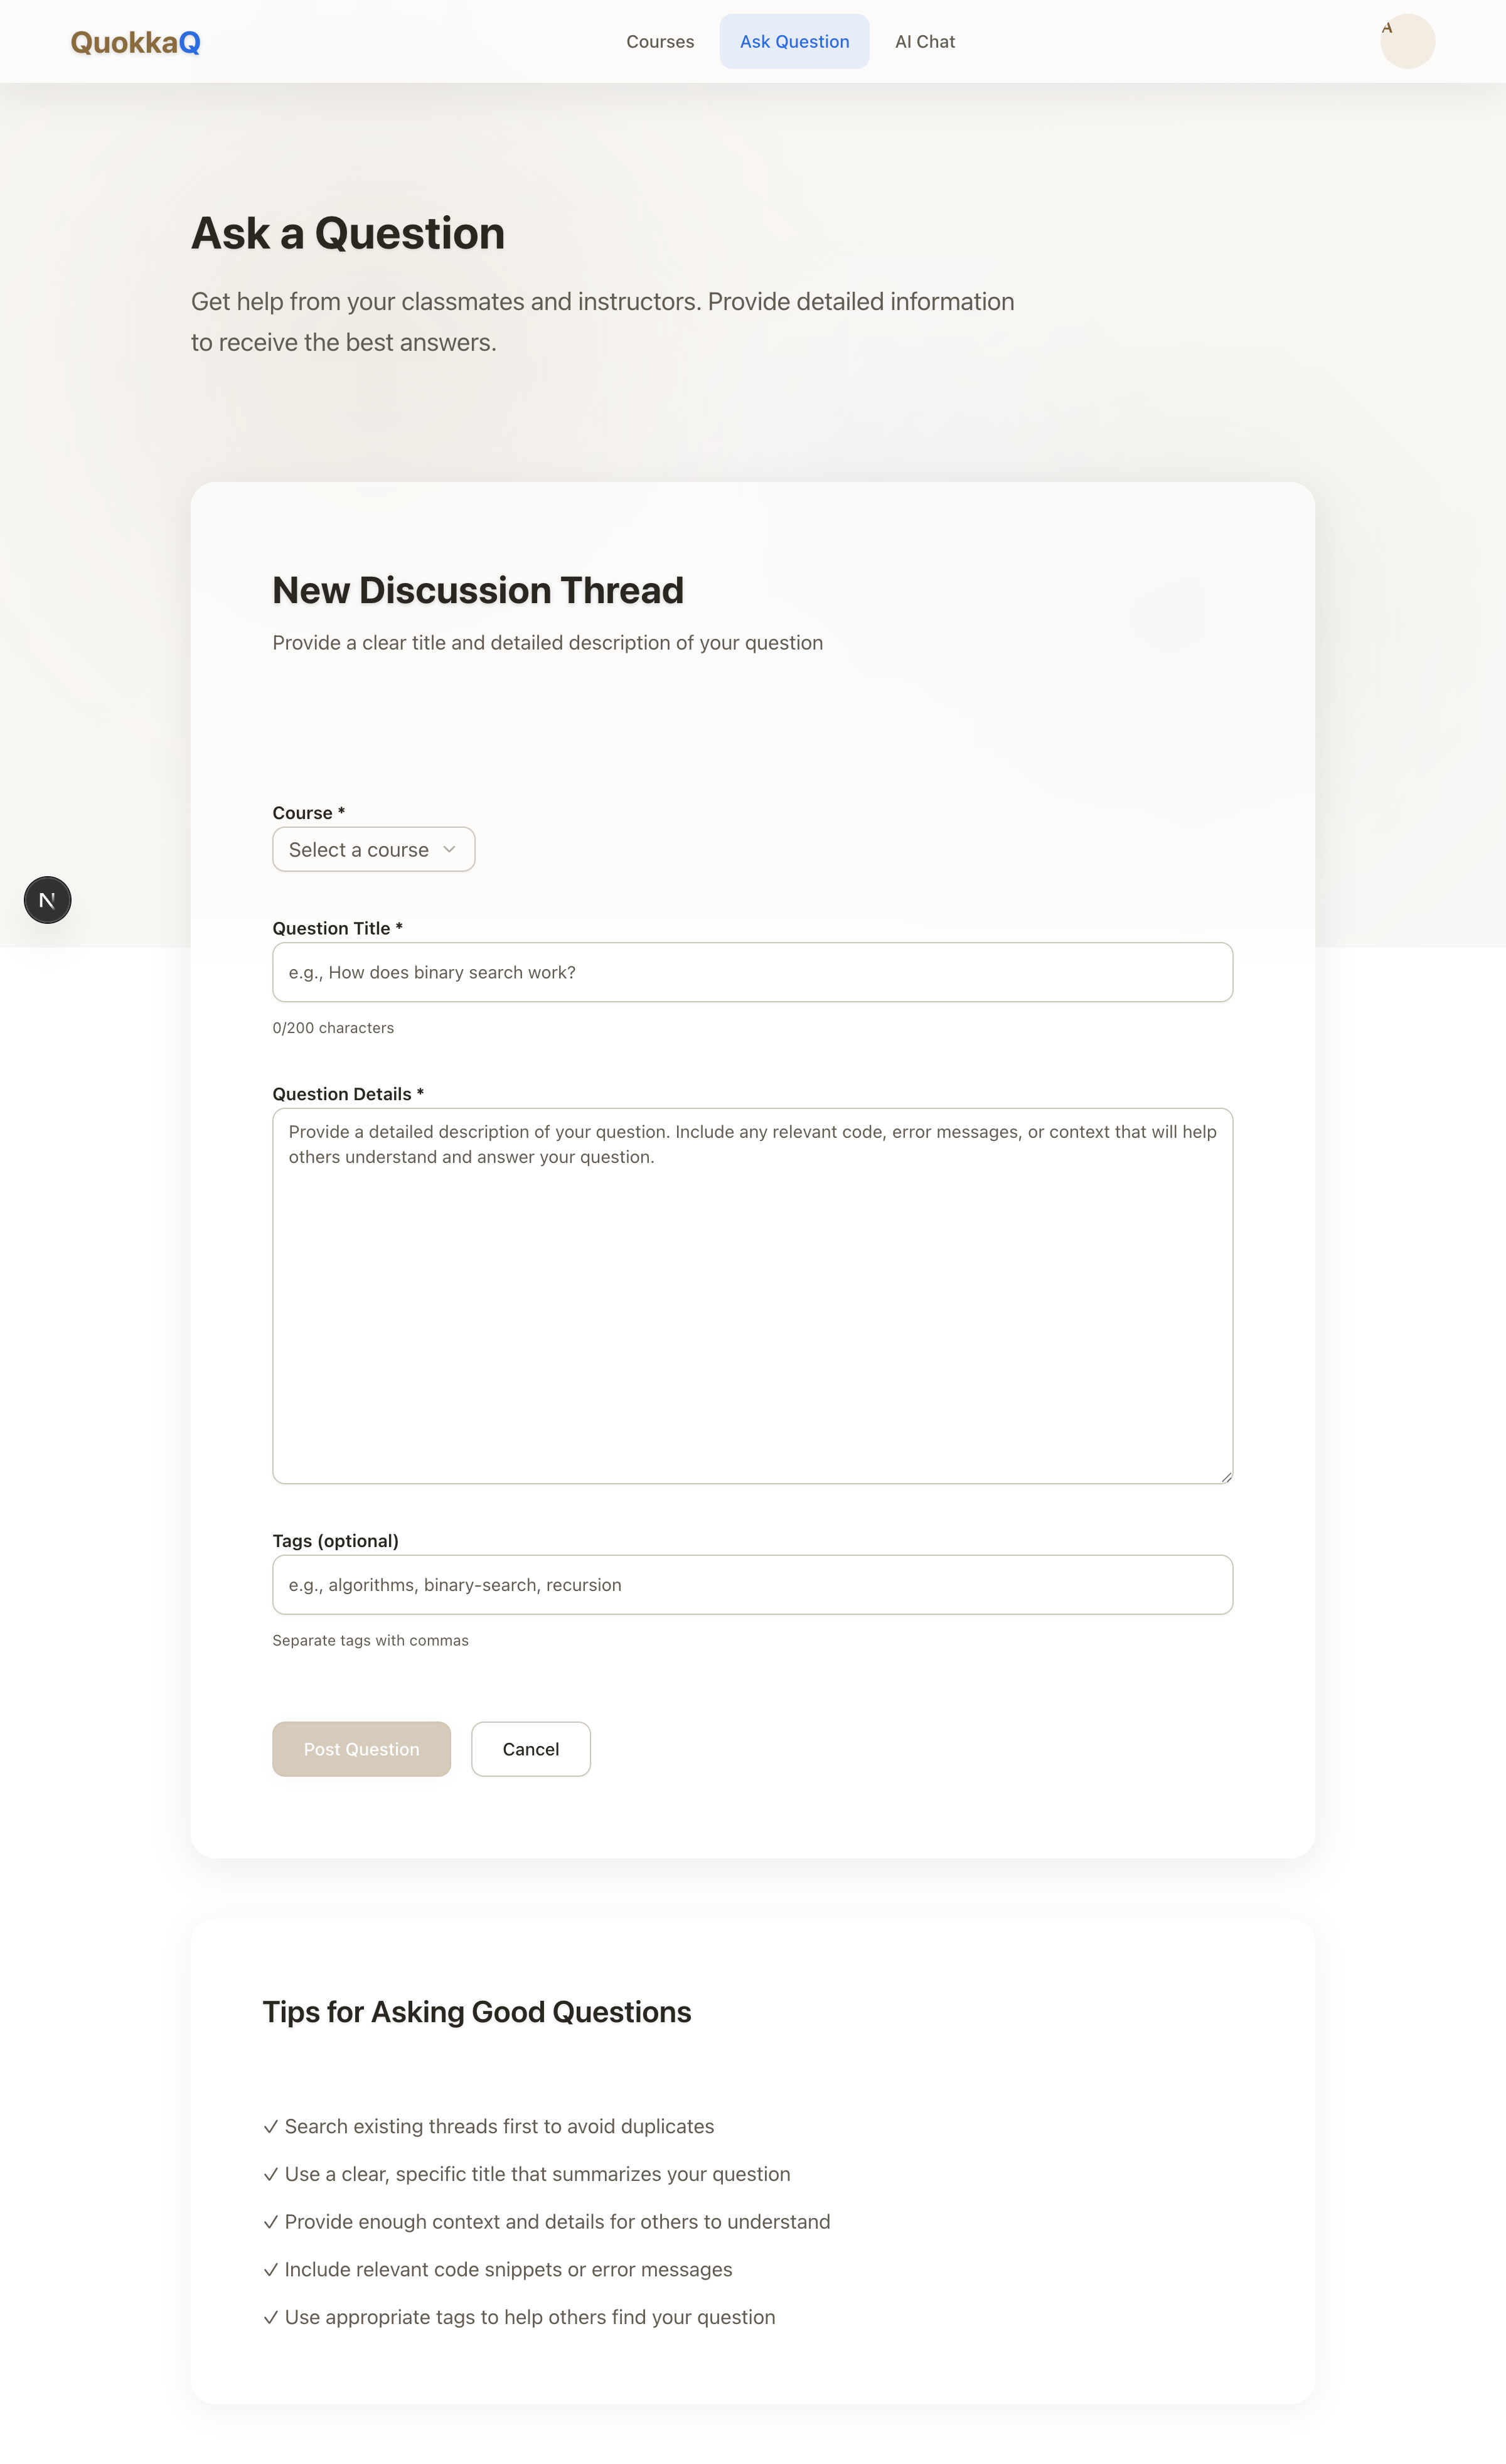 QuokkaQ
Courses
Ask Question
AI Chat
A
Ask a Question
Get help from your classmates and instructors. Provide detailed information
to receive the best answers.
New Discussion Thread
Provide a clear title and detailed description of your question
Course *
Select a course
N
Question Title *
e.g., How does binary search work?
0/200 characters
Question Details *
Provide a detailed description of your question. Include any relevant code, error messages, or context that will help
others understand and answer your question.
Tags (optional)
e.g., algorithms, binary-search, recursion
Separate tags with commas
Post Question
Cancel
Tips for Asking Good Questions
✓ Search existing threads first to avoid duplicates
✓ Use a clear, specific title that summarizes your question
✓ Provide enough context and details for others to understand
✓ Include relevant code snippets or error messages
✓ Use appropriate tags to help others find your question